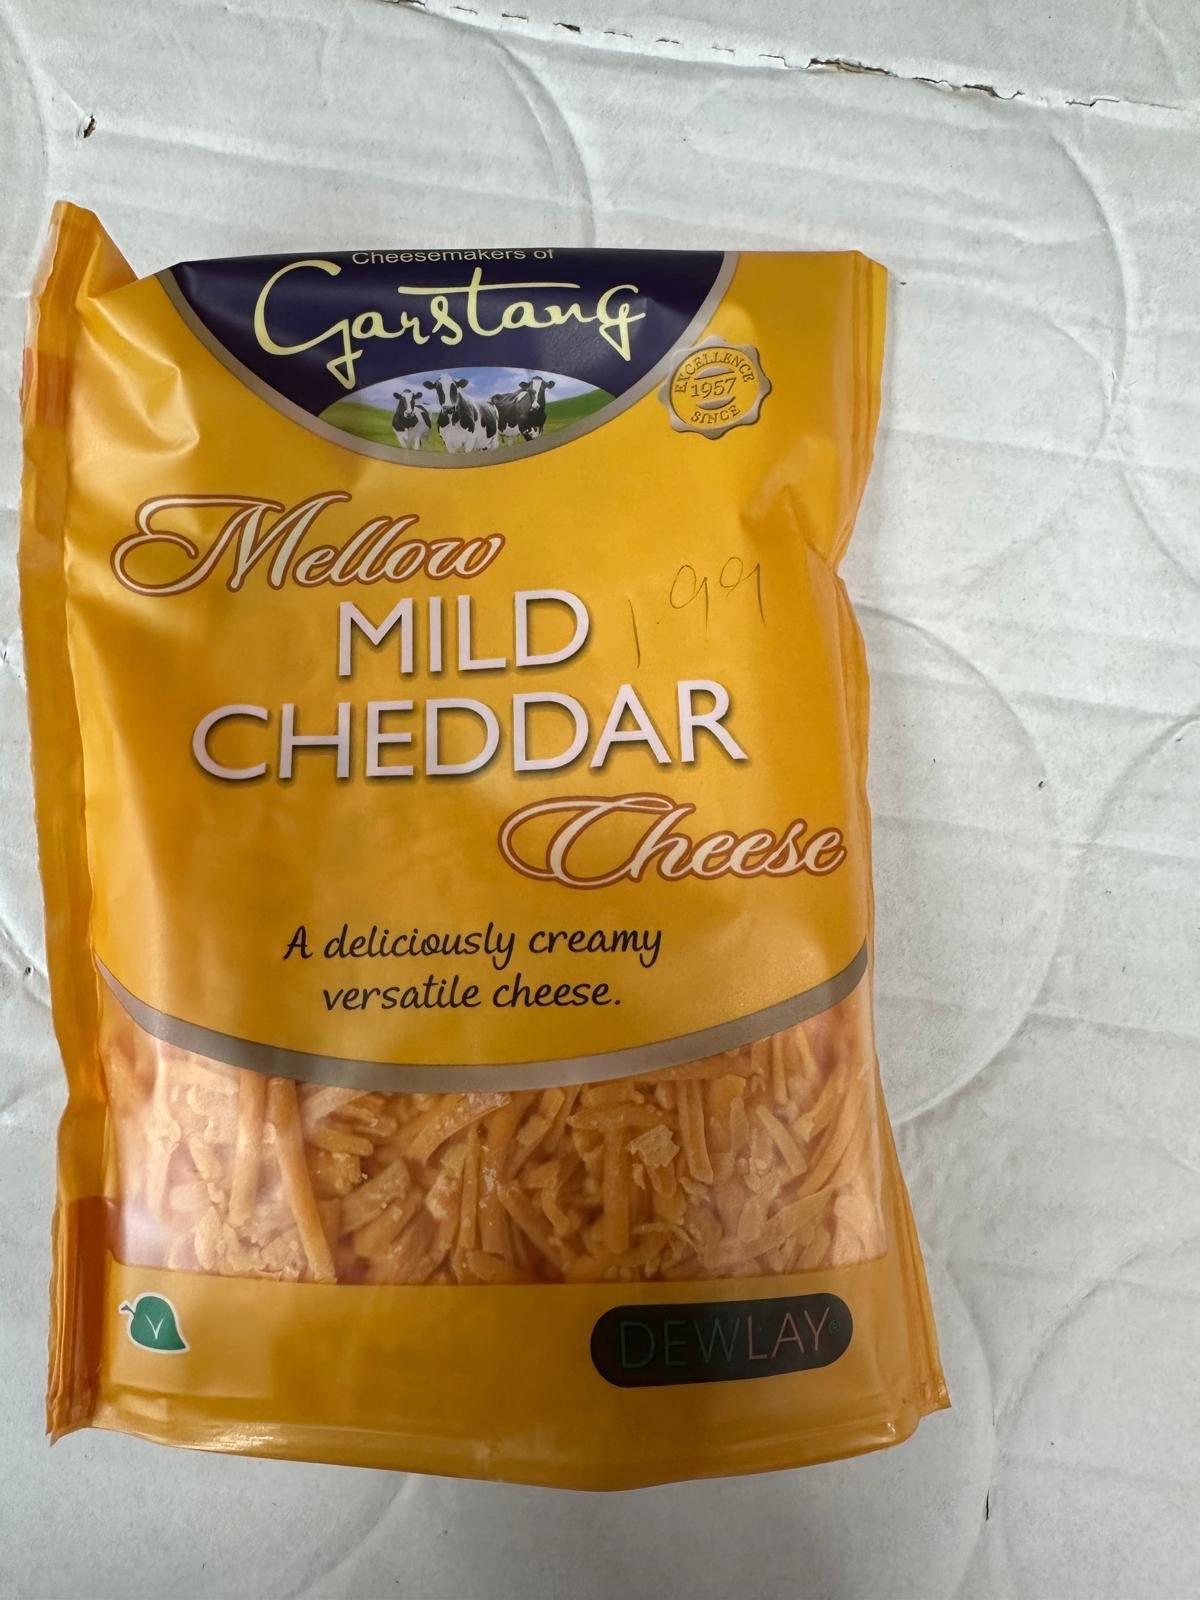 Cheesemakers of
Garstang
EXCELLENCE
1957
SINCE
Mellow
MILD
1.99
CHEDDAR
Cheese
A deliciously creamy
versatile cheese.
V
DEWLAY®